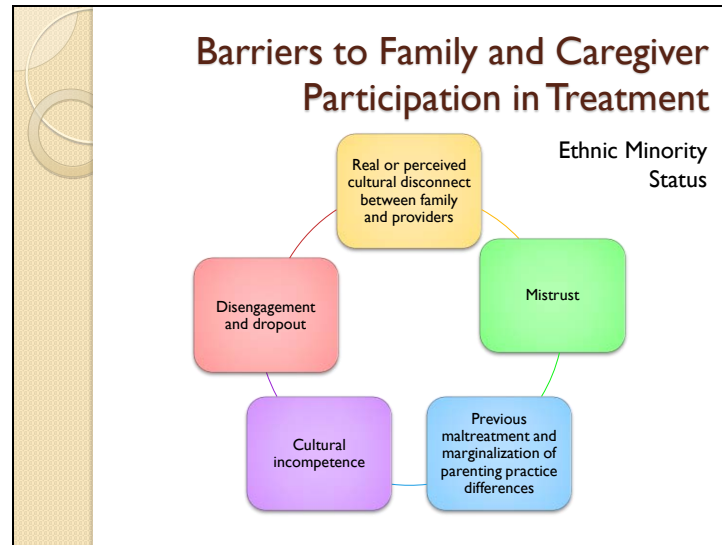 Barriers to Family and Caregiver
Participation in Treatment
Ethnic Minority
Status
Real or perceived
cultural disconnect
between family
and providers
Mistrust
Previous
maltreatment and
marginalization of
parenting practice
differences
Cultural
incompetence
Disengagement
and dropout